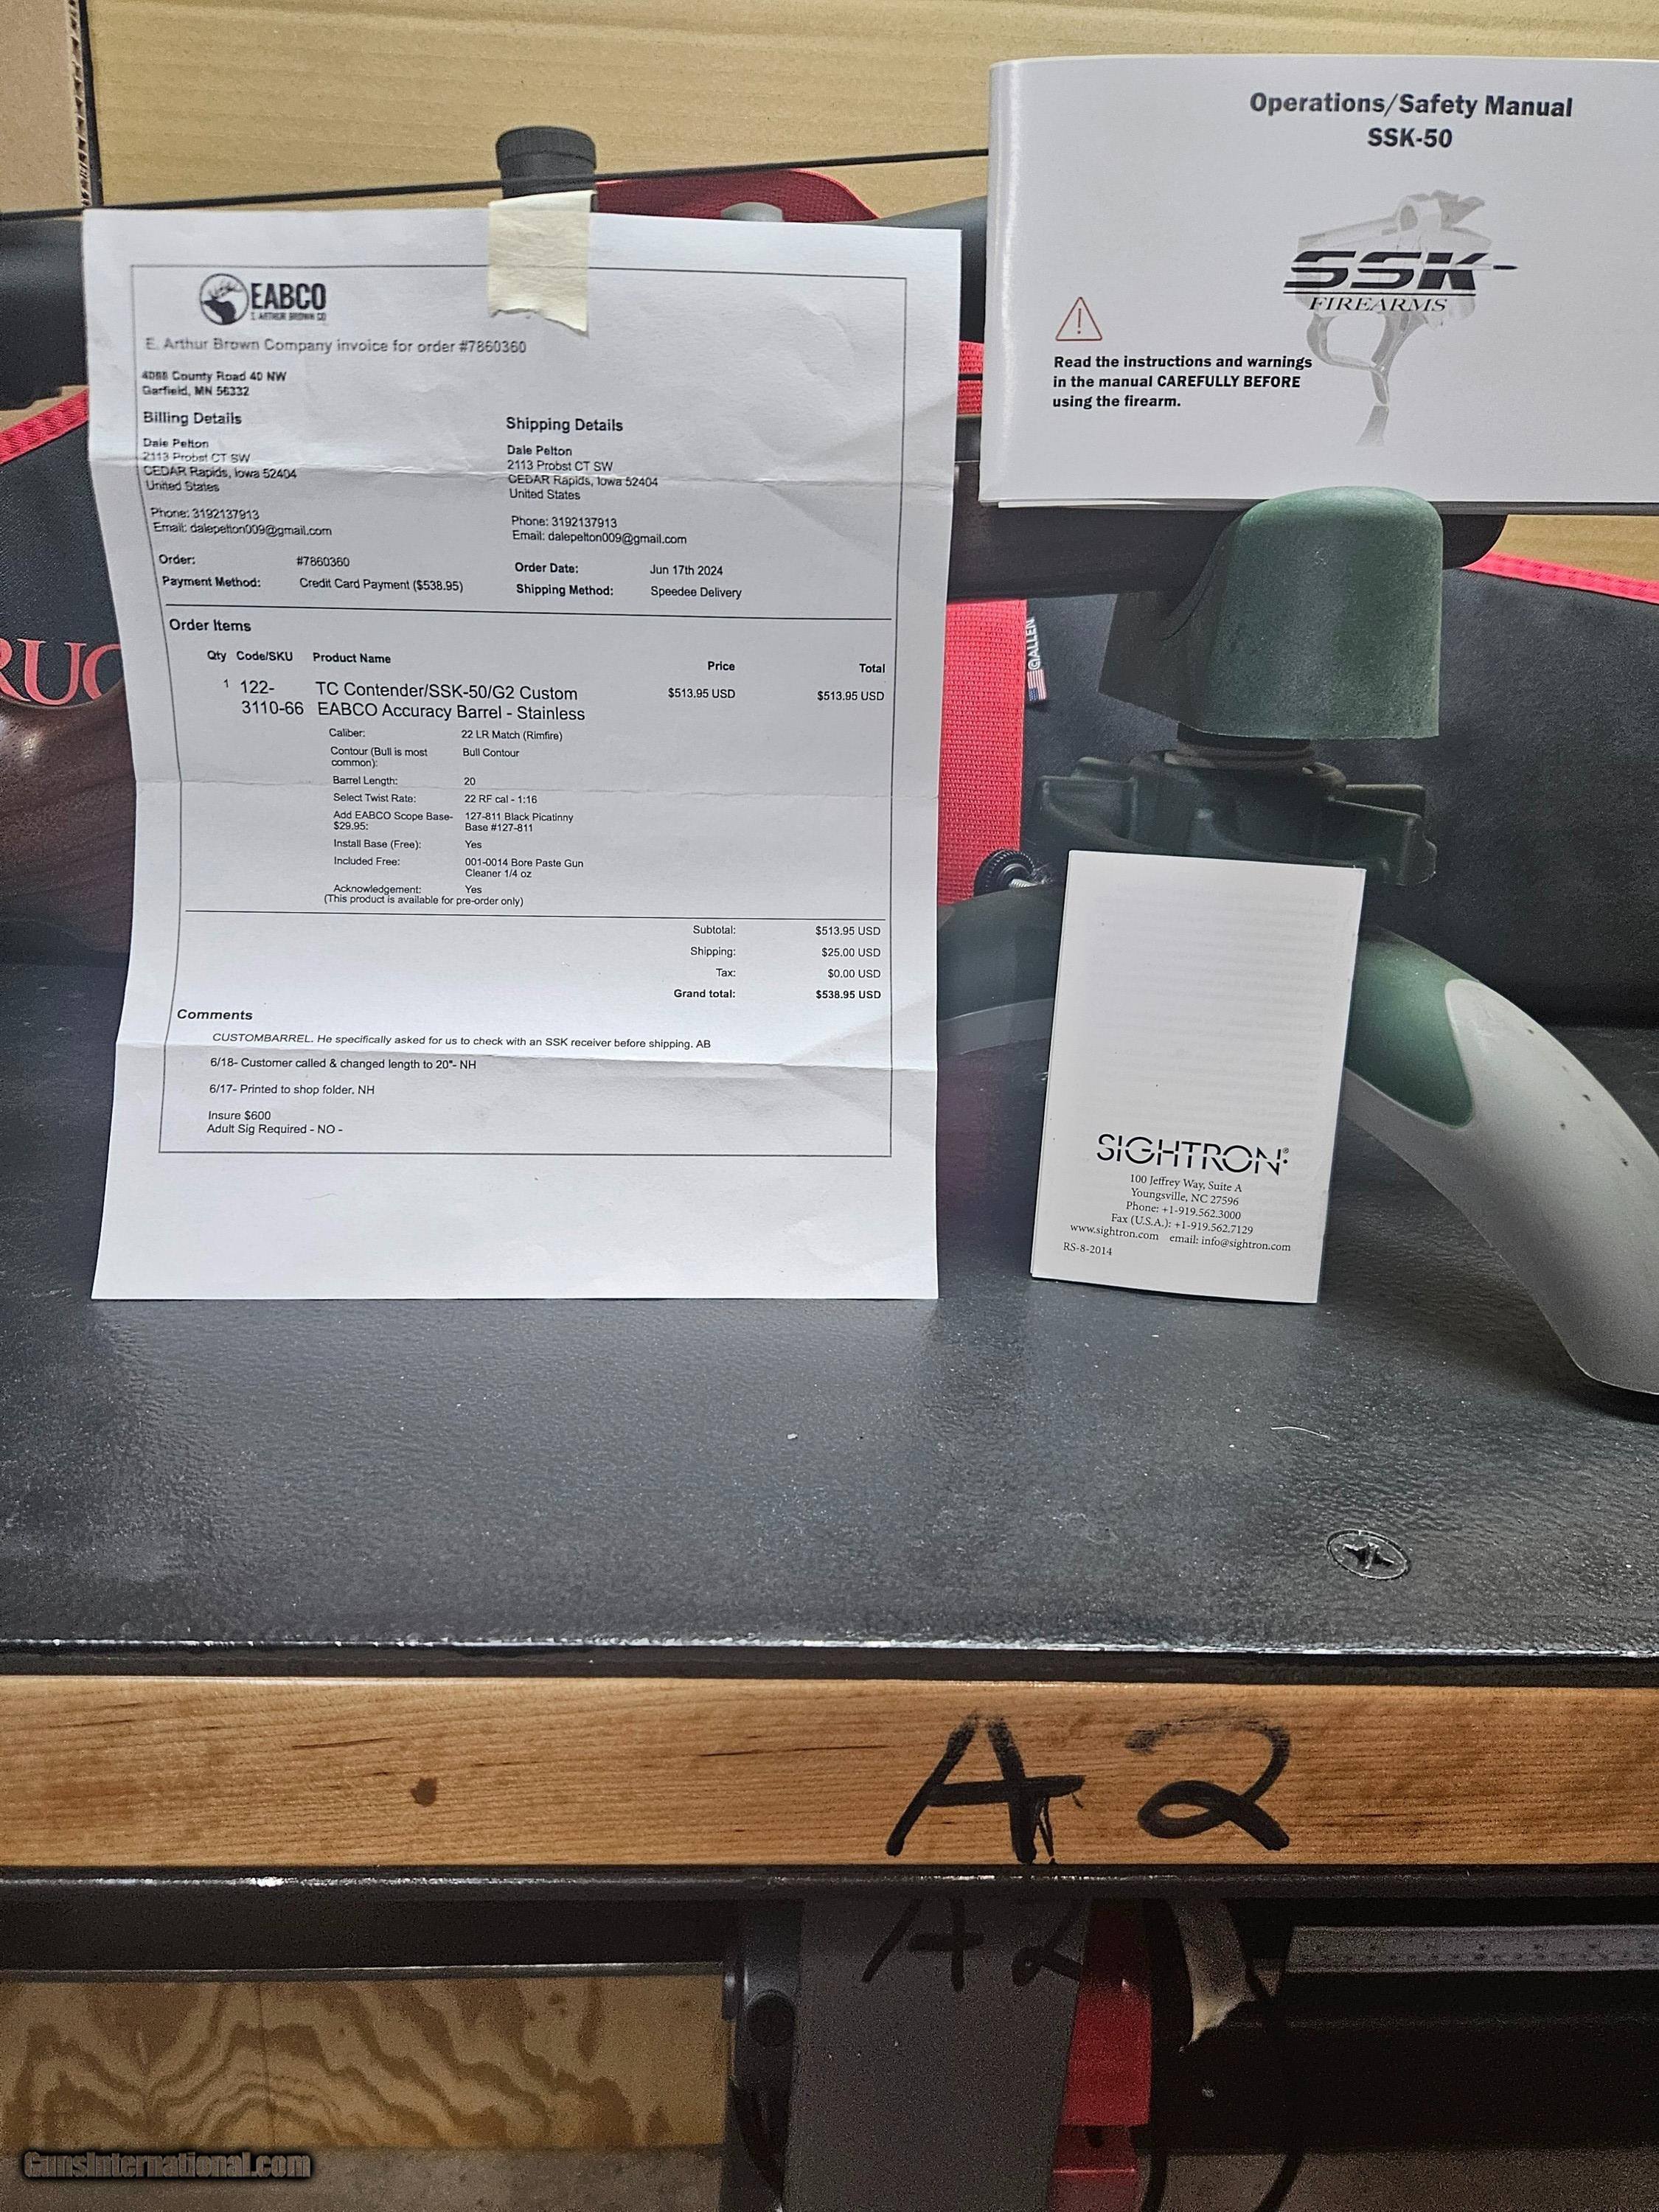 EABCO
E. ARTHUR BROWN CO
E. Arthur Brown Company invoice for order #7860360
4088 County Road 40 NW
Garfield, MN 56332
Billing Details
Dale Pelton
2113 Probst CT SW
CEDAR Rapids, Iowa 52404
United States
Phone: 3192137913
Email: dalepelton009@gmail.com
Shipping Details
Dale Pelton
2113 Probst CT SW
CEDAR Rapids, Iowa 52404
United States
Phone: 3192137913
Email: dalepelton009@gmail.com
Order: #7860360
Payment Method: Credit Card Payment ($538.95)
Order Date: Jun 17th 2024
Shipping Method: Speedee Delivery
Order Items
Qty Code/SKU Product Name Price Total
1 122- TC Contender/SSK-50/G2 Custom $513.95 USD $513.95 USD
3110-66 EABCO Accuracy Barrel - Stainless
Caliber: 22 LR Match (Rimfire)
Contour (Bull is most Bull Contour
common):
Barrel Length: 20
Select Twist Rate: 22 RF cal - 1:16
Add EABCO Scope Base- 127-811 Black Picatinny
$29.95: Base #127-811
Install Base (Free): Yes
Included Free: 001-0014 Bore Paste Gun
Cleaner 1/4 oz
Acknowledgement: Yes
(This product is available for pre-order only)
Subtotal: $513.95 USD
Shipping: $25.00 USD
Tax: $0.00 USD
Grand total: $538.95 USD
Comments
CUSTOMBARREL. He specifically asked for us to check with an SSK receiver before shipping. AB
6/18- Customer called & changed length to 20"- NH
6/17- Printed to shop folder. NH
Insure $600
Adult Sig Required - NO -
Operations/Safety Manual
SSK-50
SSK
FIREARMS
Read the instructions and warnings
in the manual CAREFULLY BEFORE
using the firearm.
RUG
ALLEN
SIGHTRON®
100 Jeffrey Way, Suite A
Youngsville, NC 27596
Phone: +1-919.562.3000
Fax (U.S.A.): +1-919.562.7129
www.sightron.com email: info@sightron.com
RS-8-2014
A 2
A 2
GunsInternational.com